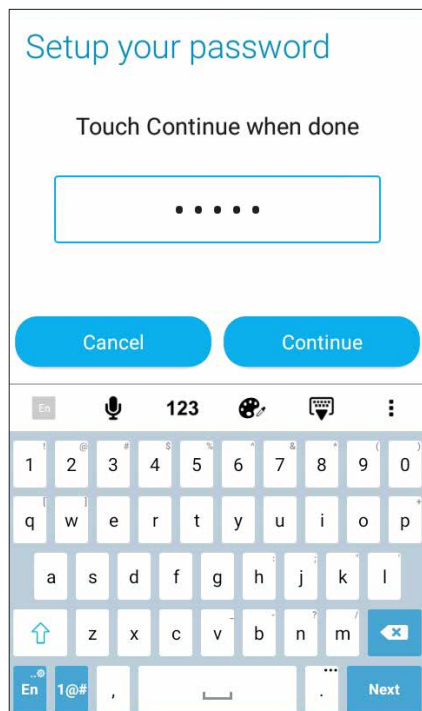 Setup your password
Touch Continue when done
•••••
Cancel Continue
En 123
! @ # $ % ^ & * ( )
1 2 3 4 5 6 7 8 9 0
[ ] +
q w e r t y u i o p
: ; " '
a s d f g h j k l
_ - ? /
z x c v b n m
En 1@# , . Next